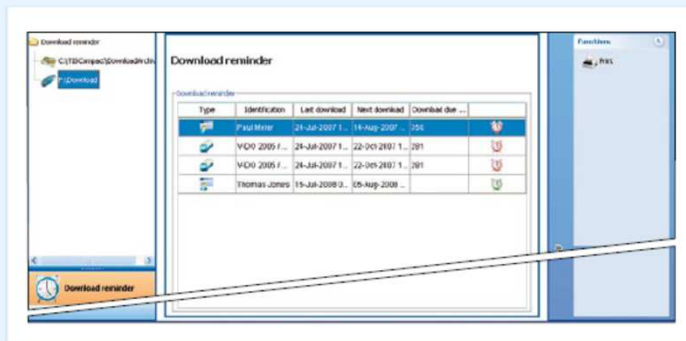 Download reminder
C:\TISCompact\DownloadArchiv
F:\Download
Download reminder
Download reminder
Type Identification Last download Next download Download due ...
Paul Meier 24-Jul-2007 1... 14-Aug-2007 ... 350
VDO 2005 / ... 24-Jul-2007 1... 22-Oct-2007 1... 281
VDO 2005 / ... 24-Jul-2007 1... 22-Oct-2007 1... 281
Thomas Jones 15-Jul-2008 0... 05-Aug-2008 ...
Functions
Print
Download reminder